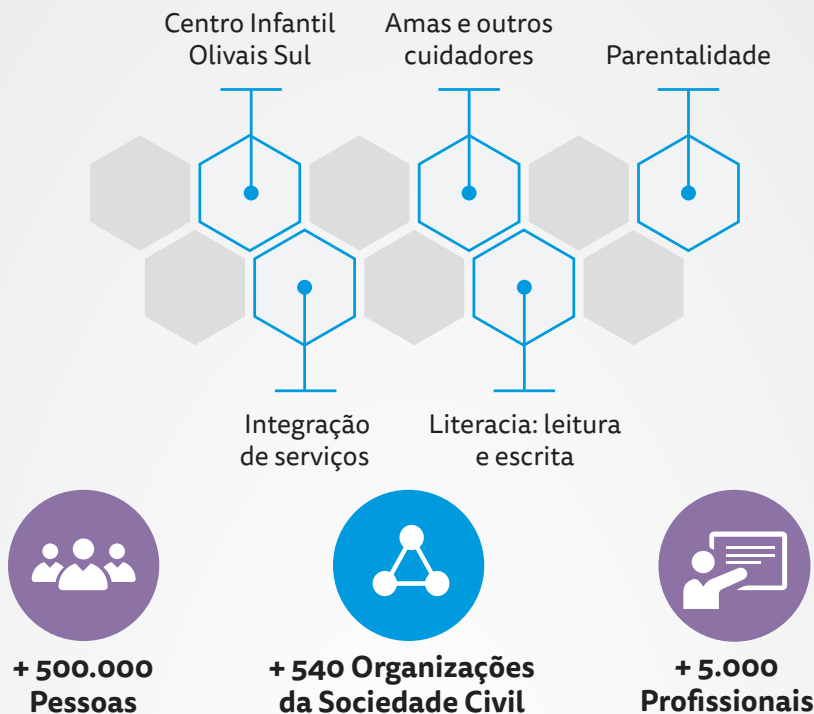 Centro Infantil
Olivais Sul
Amas e outros
cuidadores
Parentalidade
Integração
de serviços
Literacia: leitura
e escrita
+ 500.000
Pessoas
+ 540 Organizações
da Sociedade Civil
+ 5.000
Profissionais